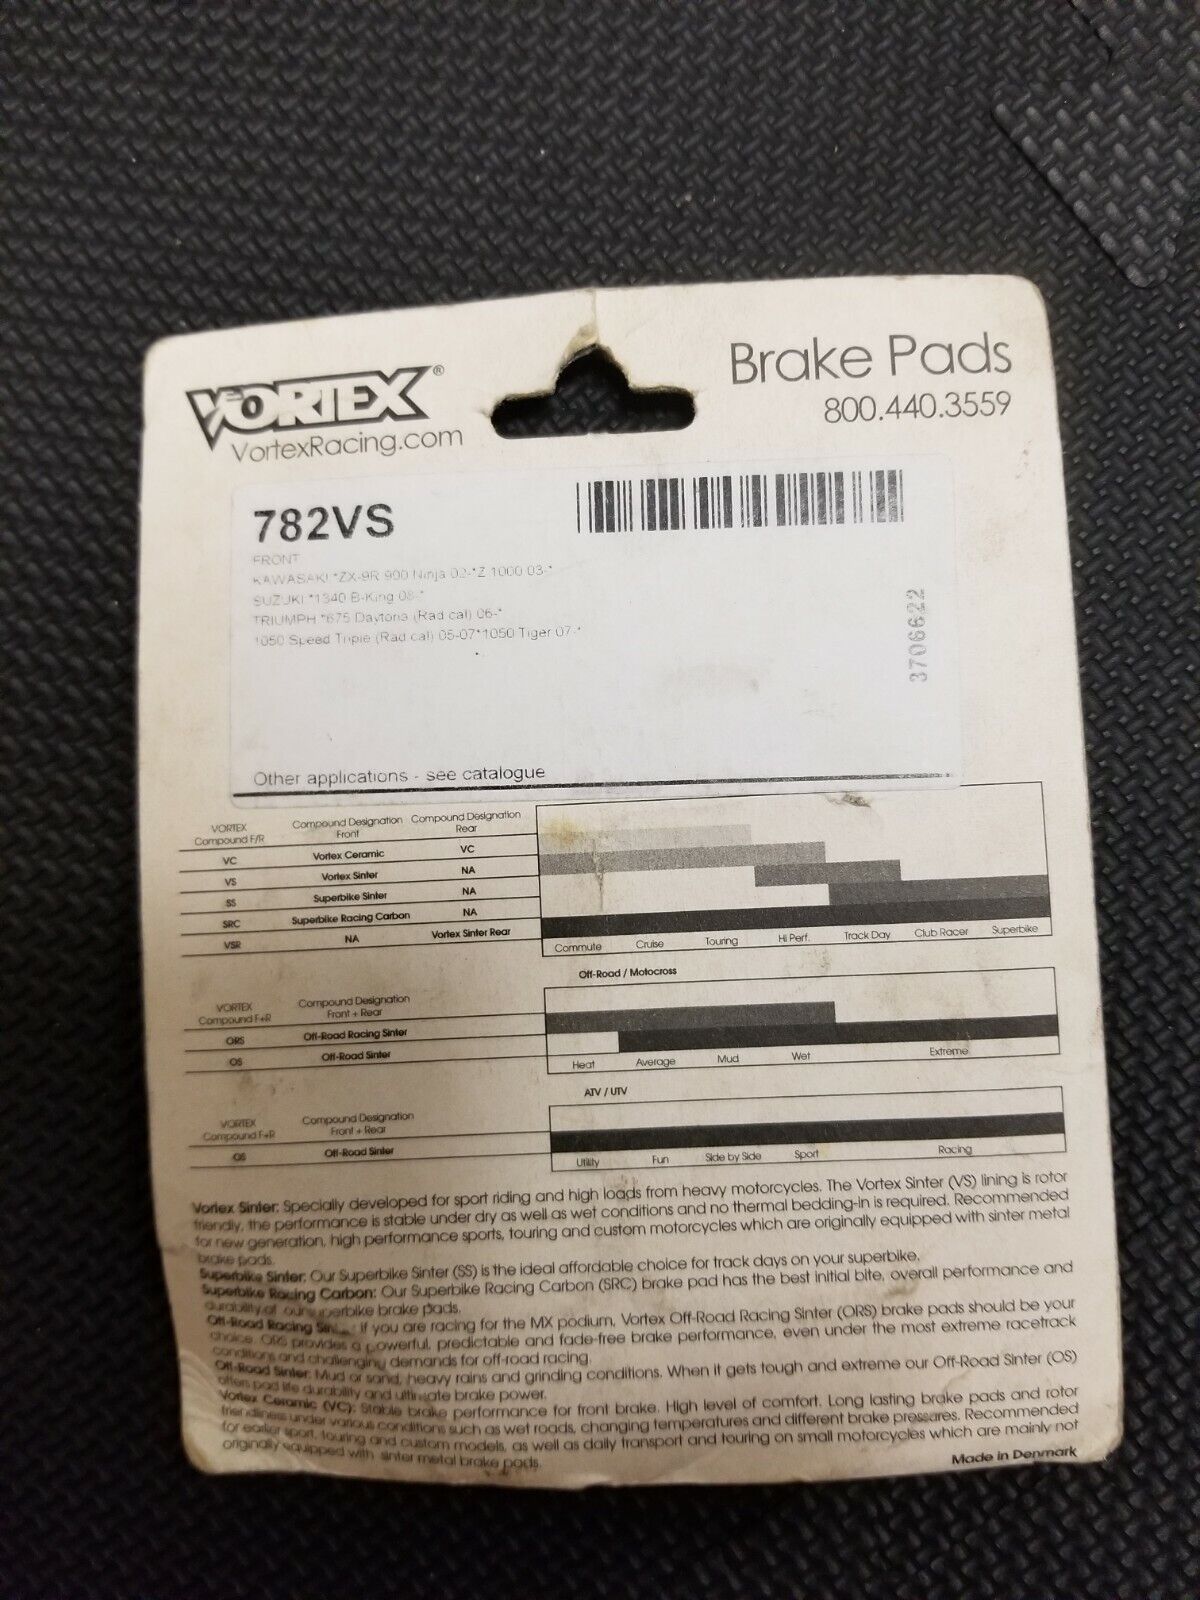 VORTEX®
VortexRacing.com
Brake Pads
800.440.3559
782VS
FRONT
KAWASAKI *ZX-9R 900 Ninja 02-*Z 1000 03-*
SUZUKI *1340 B-King 08-*
TRIUMPH *675 Daytona (Rad cal) 06-*
1050 Speed Triple (Rad cal) 05-07*1050 Tiger 07-*
3706622
Other applications - see catalogue
VORTEX Compound F/R Compound Designation Front Compound Designation Rear
VC Vortex Ceramic VC
VS Vortex Sinter NA
SS Superbike Sinter NA
SRC Superbike Racing Carbon NA
VSR NA Vortex Sinter Rear
Commute Cruise Touring Hi Perf. Track Day Club Racer Superbike
Off-Road / Motocross
VORTEX Compound F+R Compound Designation Front + Rear
ORS Off-Road Racing Sinter
OS Off-Road Sinter
Heat Average Mud Wet Extreme
ATV / UTV
VORTEX Compound F+R Compound Designation Front + Rear
OS Off-Road Sinter
Utility Fun Side by Side Sport Racing
Vortex Sinter: Specially developed for sport riding and high loads from heavy motorcycles. The Vortex Sinter (VS) lining is rotor
friendly, the performance is stable under dry as well as wet conditions and no thermal bedding-in is required. Recommended
for new generation, high performance sports, touring and custom motorcycles which are originally equipped with sinter metal
brake pads.
Superbike Sinter: Our Superbike Sinter (SS) is the ideal affordable choice for track days on your superbike.
Superbike Racing Carbon: Our Superbike Racing Carbon (SRC) brake pad has the best initial bite, overall performance and
durability of our superbike brake pads.
Off-Road Racing if you are racing for the MX podium, Vortex Off-Road Racing Sinter (ORS) brake pads should be your
choice. ORS provides a powerful, predictable and fade-free brake performance, even under the most extreme racetrack
conditions and challenging demands for off-road racing.
Off-Road Sinter: Mud or sand, heavy rains and grinding conditions. When it gets tough and extreme our Off-Road Sinter (OS)
offers pad life durability and ultimate brake power.
Vortex Ceramic (VC): Stable brake performance for front brake. High level of comfort. Long lasting brake pads and rotor
friendliness under various conditions such as wet roads, changing temperatures and different brake pressures. Recommended
for earlier sport, touring and custom models, as well as daily transport and touring on small motorcycles which are mainly not
originally equipped with sinter metal brake pads.
Made in Denmark